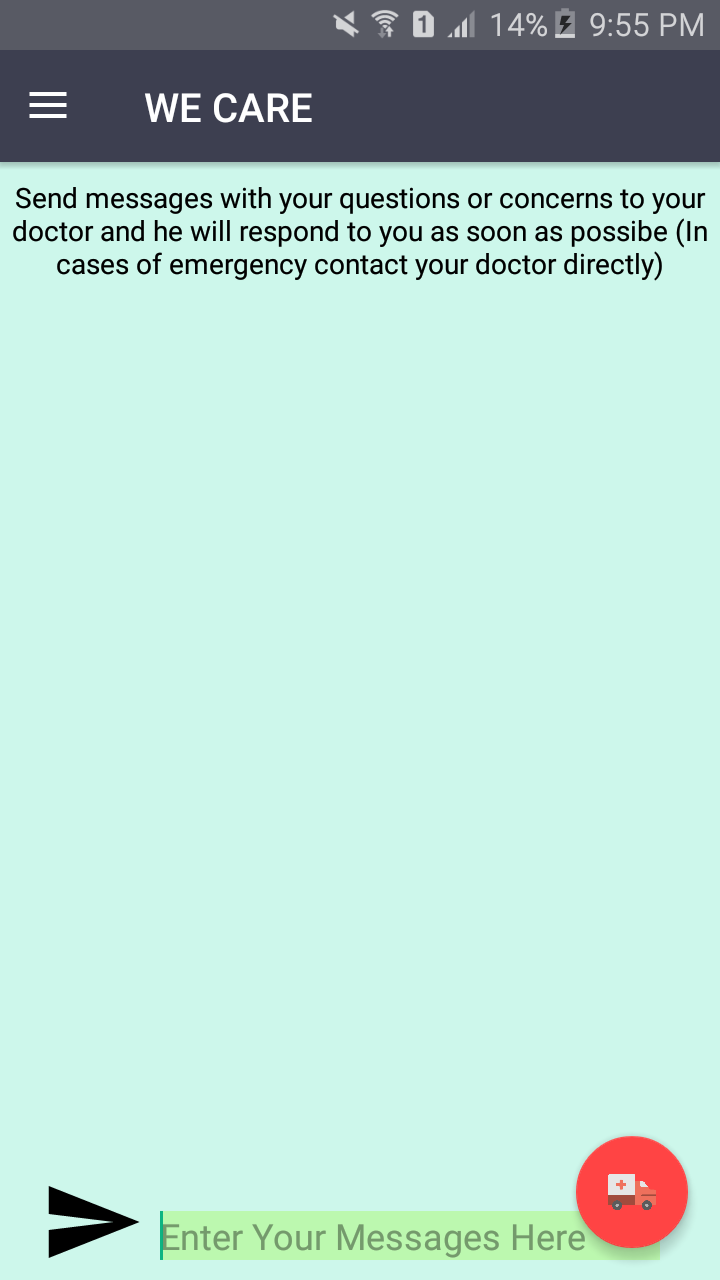 14% 9:55 PM
WE CARE
Send messages with your questions or concerns to your
doctor and he will respond to you as soon as possibe (In
cases of emergency contact your doctor directly)
Enter Your Messages Here